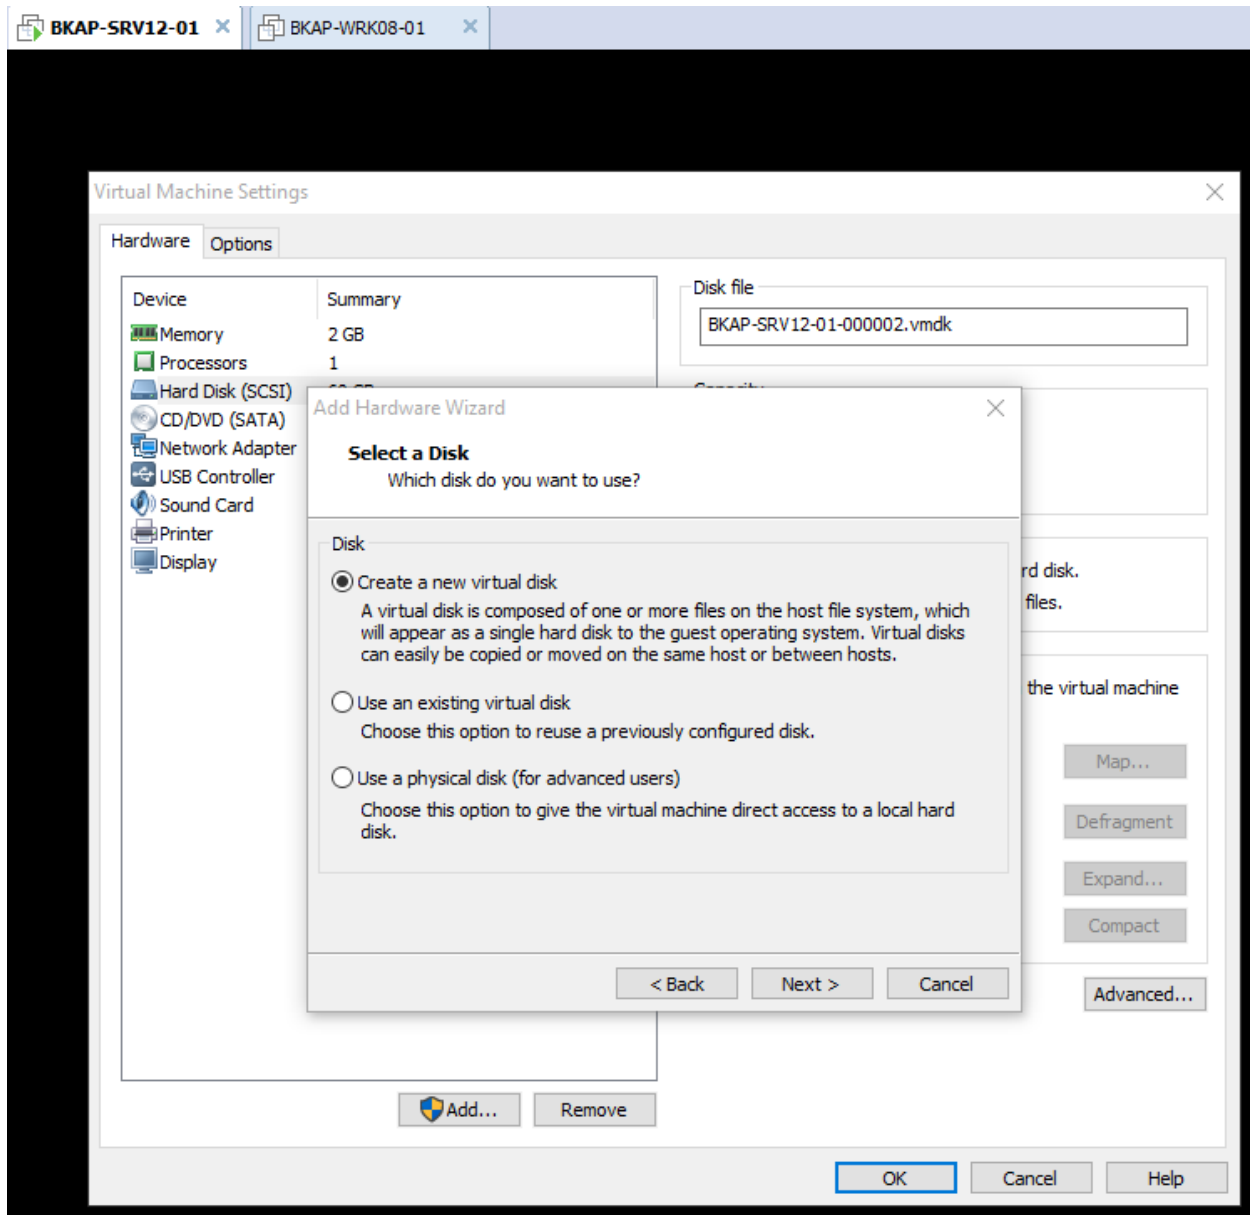 BKAP-SRV12-01
BKAP-WRK08-01
Virtual Machine Settings
Hardware
Options
Device Summary
Memory 2 GB
Processors 1
Hard Disk (SCSI)
CD/DVD (SATA)
Network Adapter
USB Controller
Sound Card
Printer
Display
Disk file
BKAP-SRV12-01-000002.vmdk
Add Hardware Wizard
Select a Disk
Which disk do you want to use?
Disk
Create a new virtual disk
A virtual disk is composed of one or more files on the host file system, which
will appear as a single hard disk to the guest operating system. Virtual disks
can easily be copied or moved on the same host or between hosts.
Use an existing virtual disk
Choose this option to reuse a previously configured disk.
Use a physical disk (for advanced users)
Choose this option to give the virtual machine direct access to a local hard
disk.
< Back
Next >
Cancel
rd disk.
files.
the virtual machine
Map...
Defragment
Expand...
Compact
Advanced...
Add...
Remove
OK
Cancel
Help